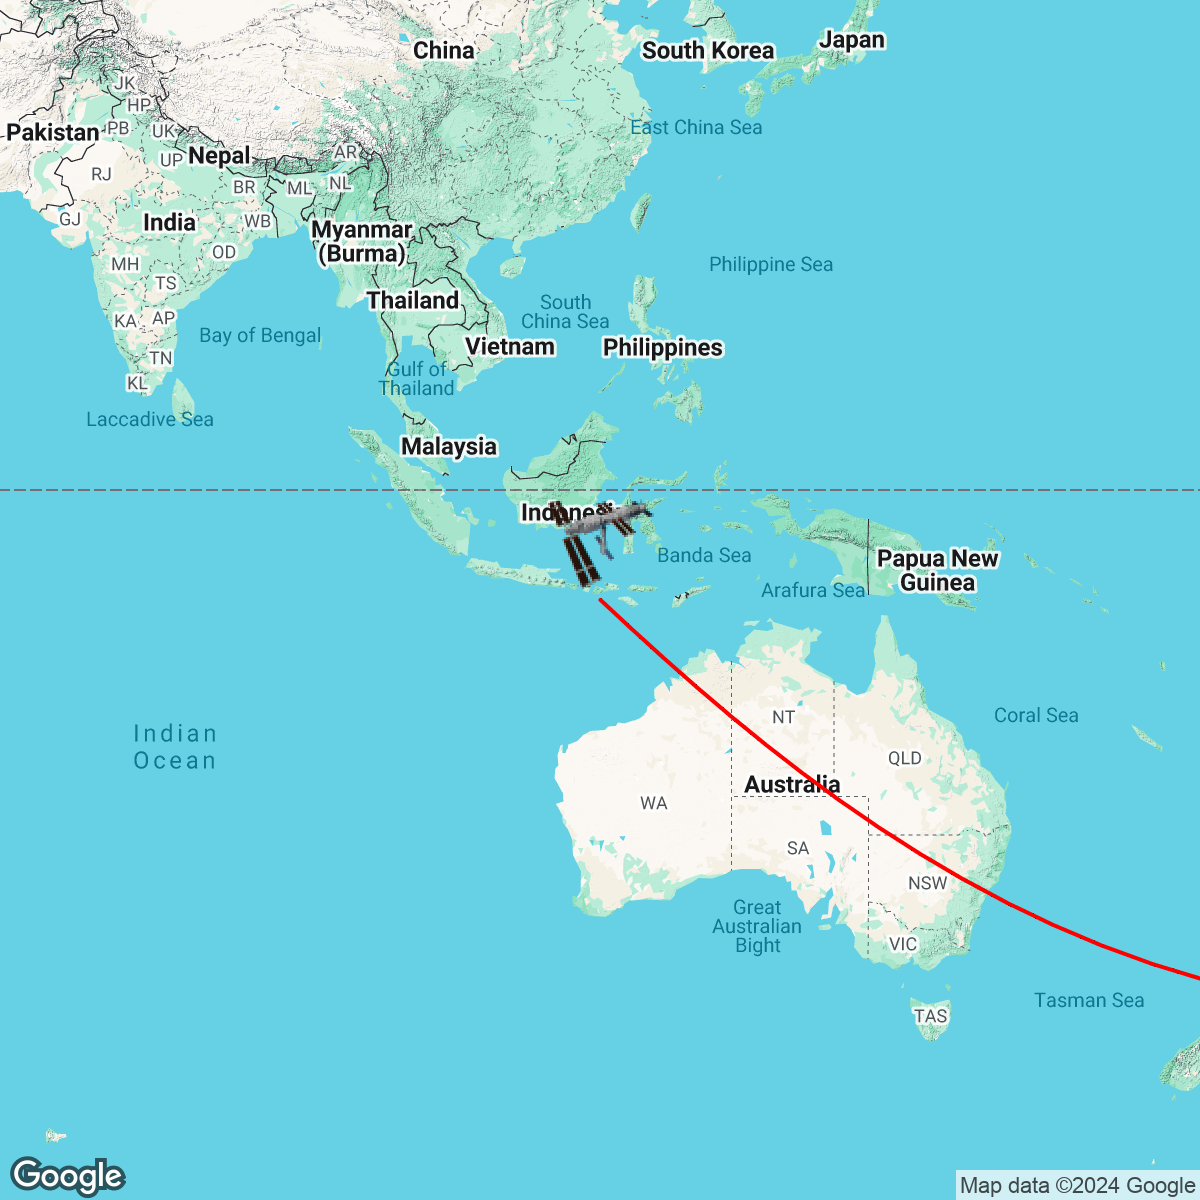 China
South Korea
Japan
JK
HP
Pakistan
PB
UK
East China Sea
Nepal
AR
UP
RJ
BR
ML
NL
GJ
India
WB
Myanmar
(Burma)
OD
MH
Philippine Sea
TS
Thailand
South
China Sea
KA
AP
Bay of Bengal
Vietnam
Philippines
TN
Gulf of
Thailand
KL
Laccadive Sea
Malaysia
Banda Sea
Papua New
Guinea
Arafura Sea
Indian
Ocean
NT
Coral Sea
QLD
Australia
WA
SA
NSW
Great
Australian
Bight
VIC
Tasman Sea
TAS
Google
Map data ©2024 Google